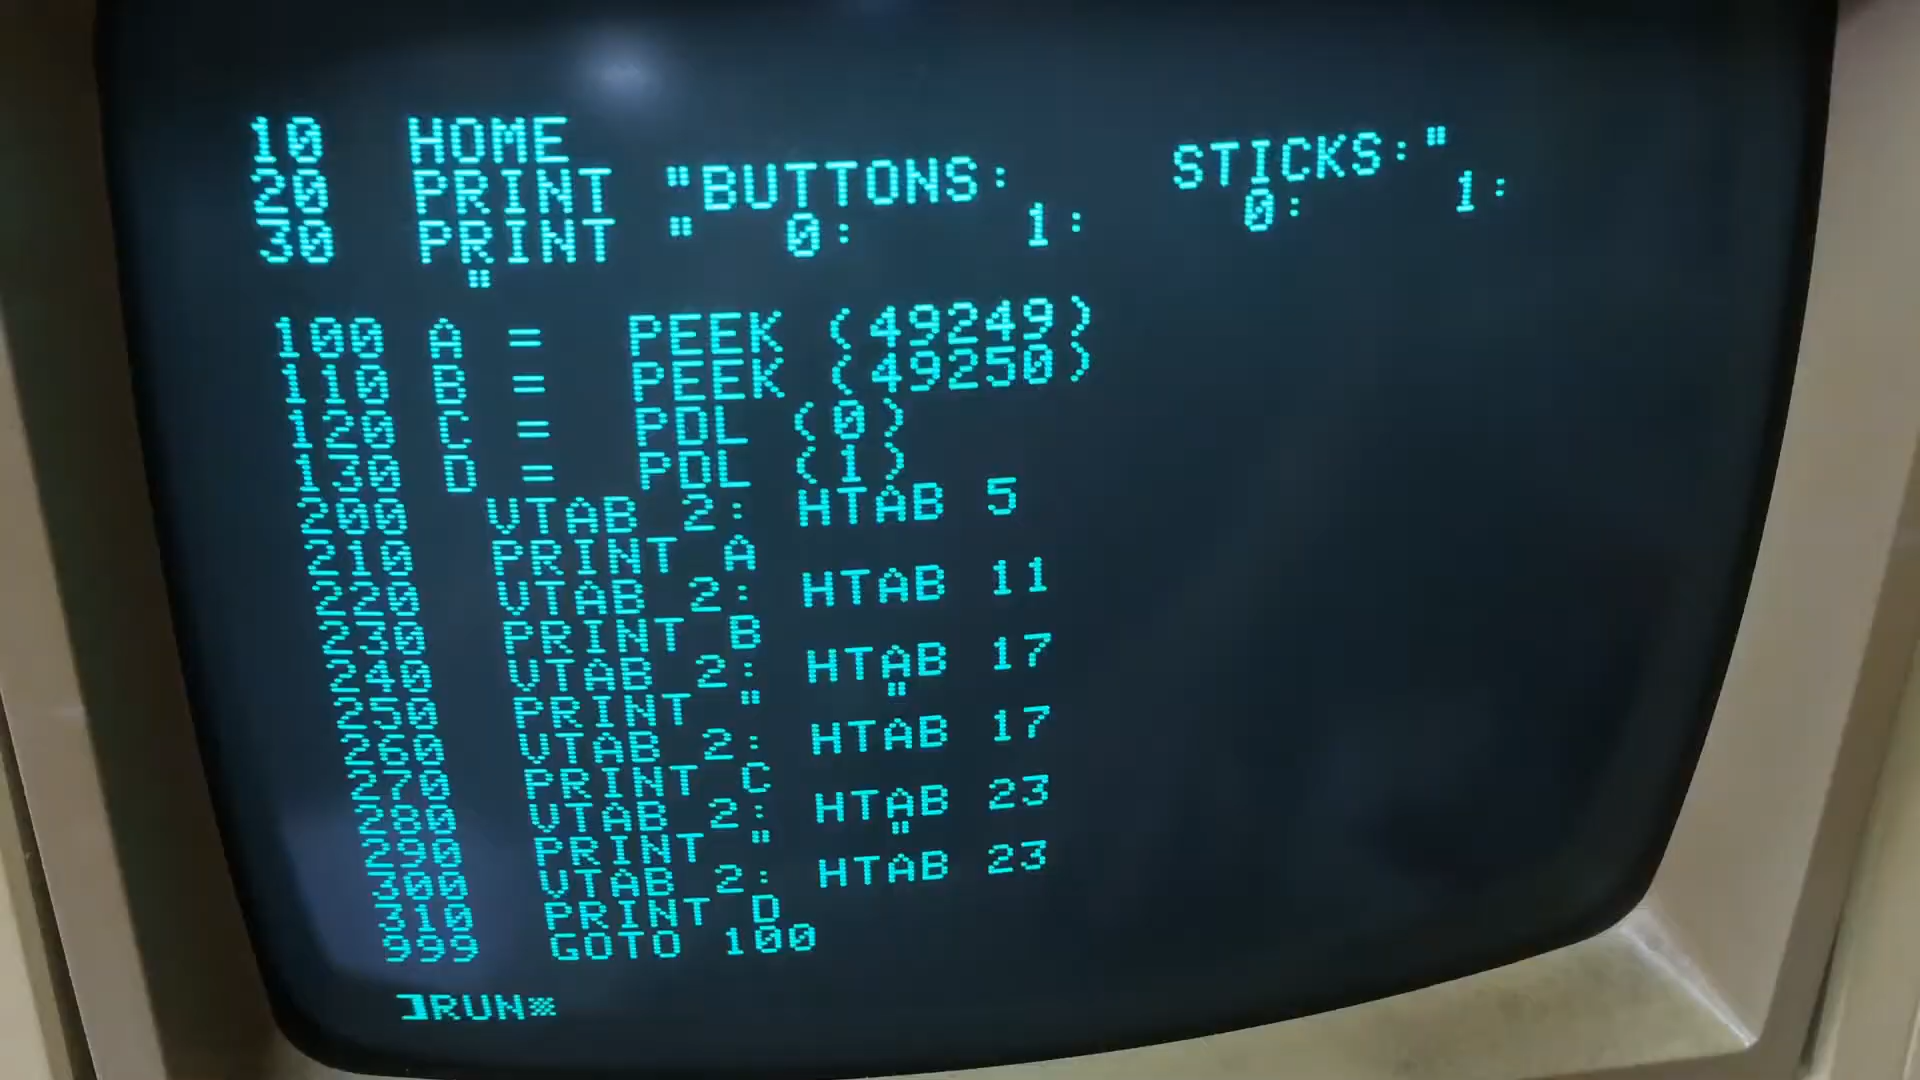 10  HOME
20  PRINT "BUTTONS:    STICKS:"
30  PRINT "  0:    1:    0:    1:
"
100 A =  PEEK (49249)
110 B =  PEEK (49250)
120 C =  PDL (0)
130 D =  PDL (1)
200  VTAB 2: HTAB 5
210  PRINT A
220  VTAB 2: HTAB 11
230  PRINT B
240  VTAB 2: HTAB 17
250  PRINT "   "
260  VTAB 2: HTAB 17
270  PRINT C
280  VTAB 2: HTAB 23
290  PRINT "   "
300  VTAB 2: HTAB 23
310  PRINT D
999  GOTO 100
]RUN